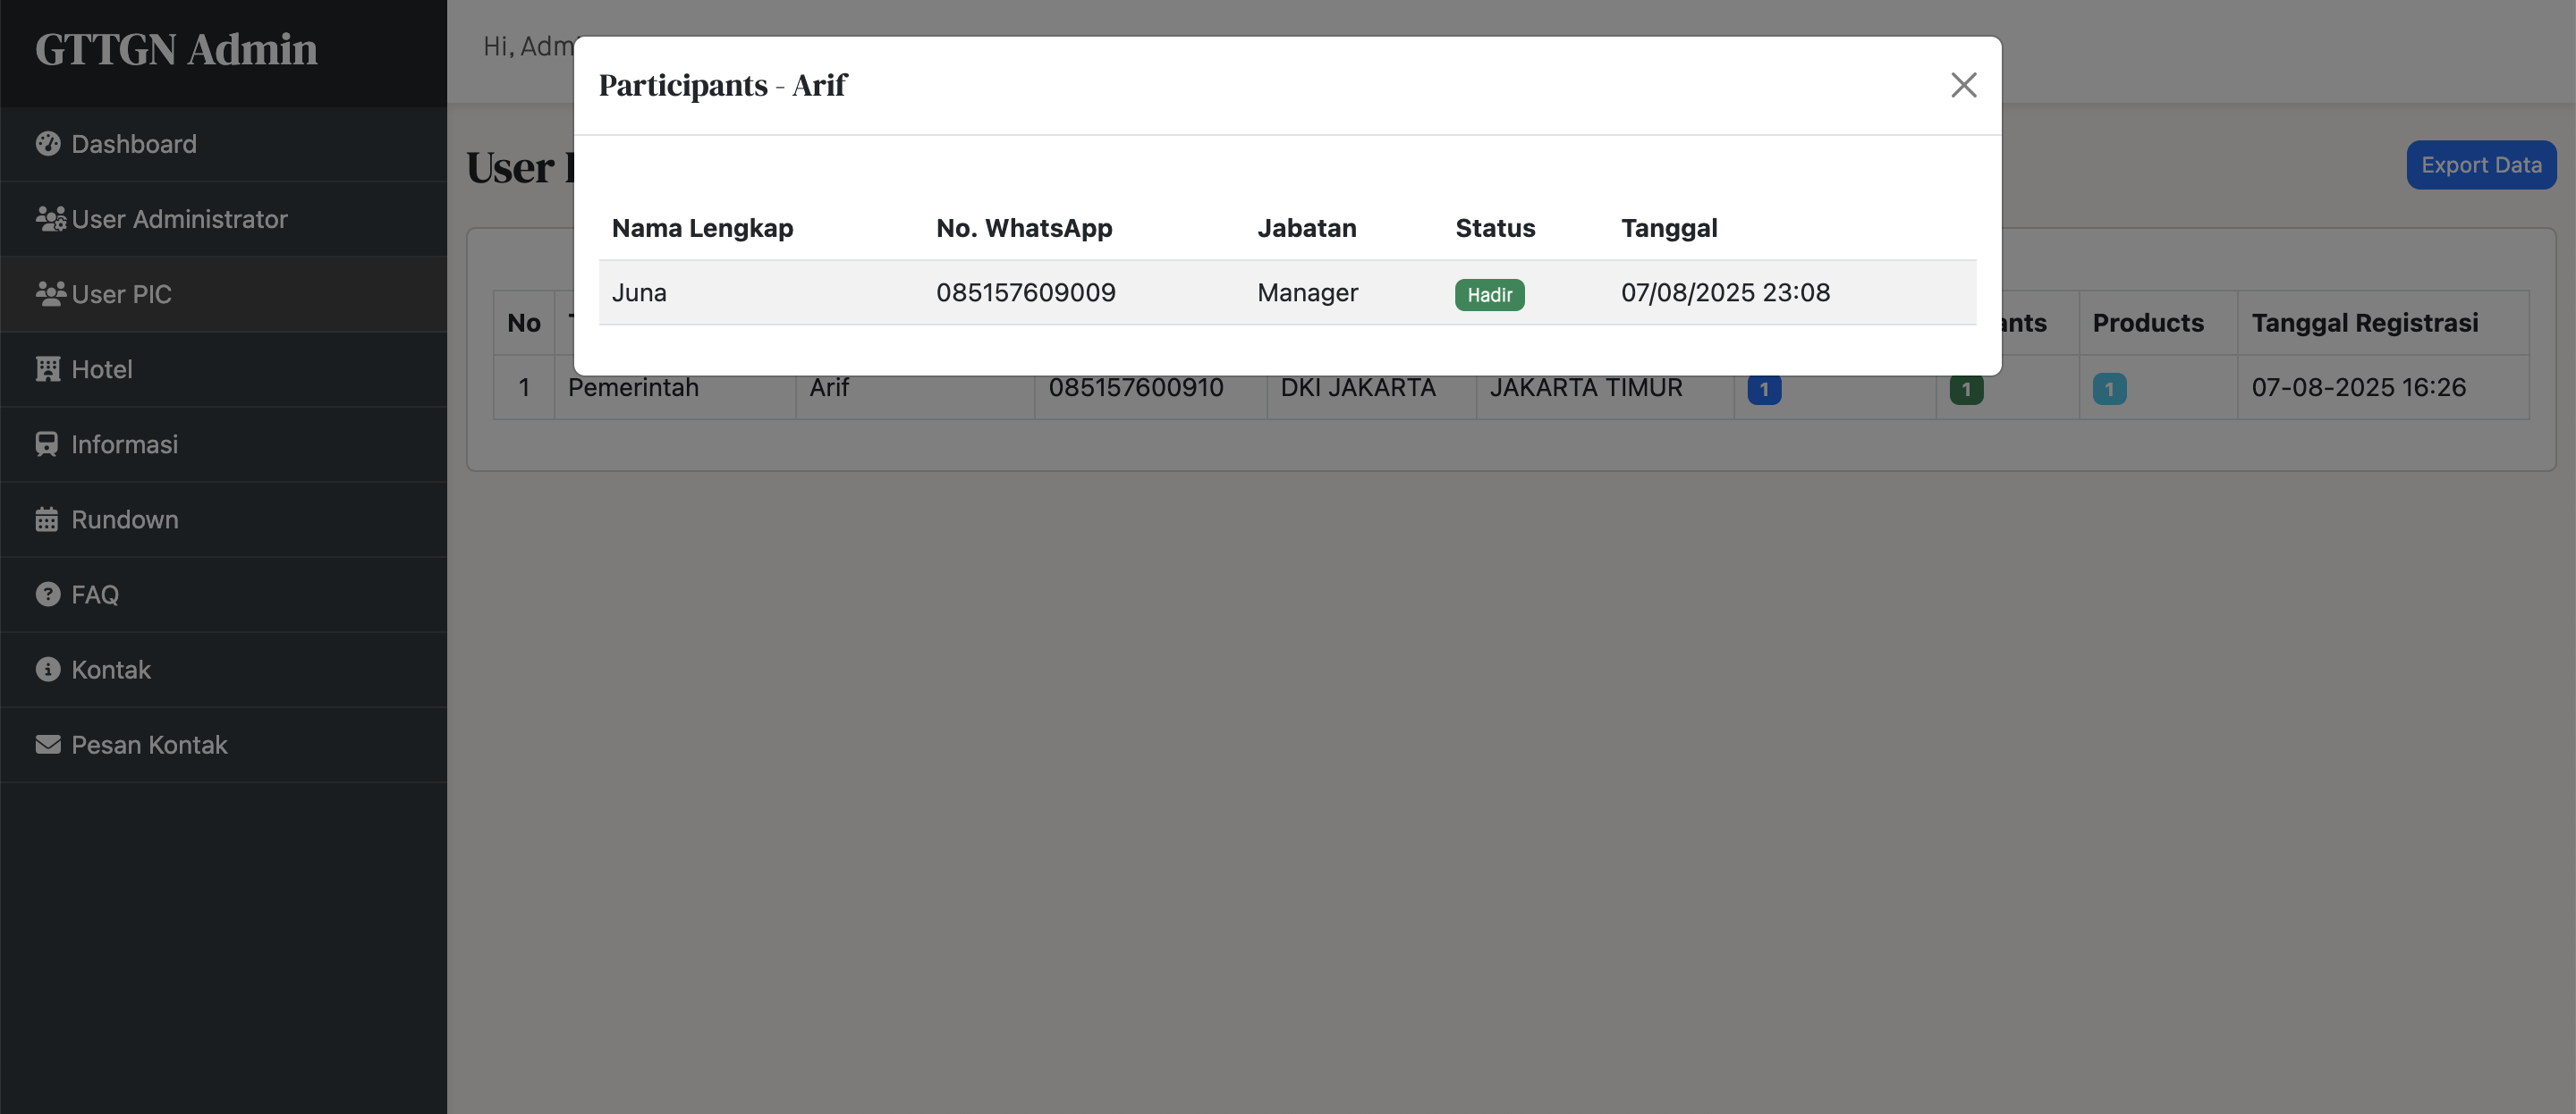 GTTGN Admin
Dashboard
User Administrator
User PIC
Hotel
Informasi
Rundown
FAQ
Kontak
Pesan Kontak
Hi,
Participants - Arif
User
Export Data
Nama Lengkap No. WhatsApp Jabatan Status Tanggal
Juna 085157609009 Manager Hadir 07/08/2025 23:08
No Products Tanggal Registrasi
1 Pemerintah Arif 085157600910 DKI JAKARTA JAKARTA TIMUR 1 1 1 07-08-2025 16:26